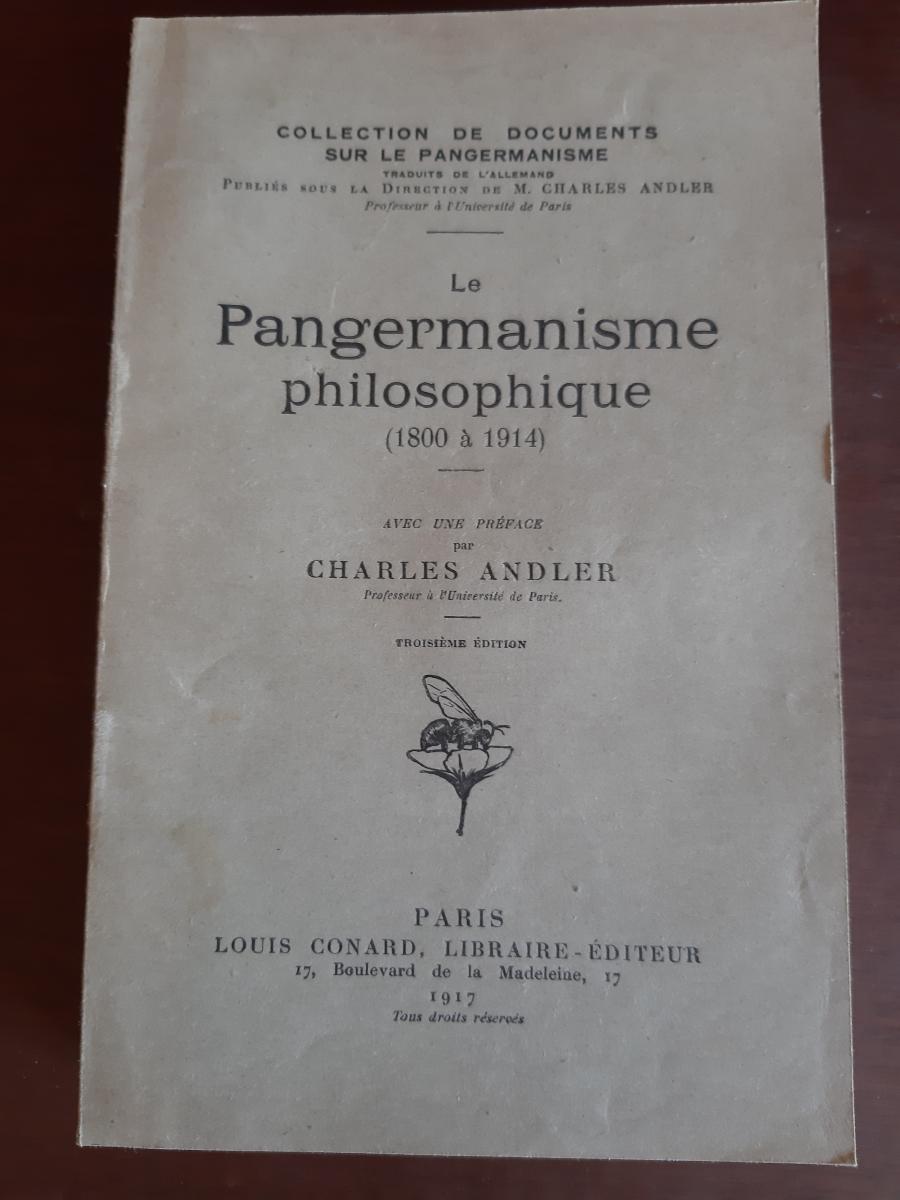 COLLECTION DE DOCUMENTS
SUR LE PANGERMANISME
TRADUITS DE L'ALLEMAND
PUBLIÉS SOUS LA DIRECTION DE M. CHARLES ANDLER
Professeur à l'Université de Paris
Le
Pangermanisme
philosophique
(1800 à 1914)
AVEC UNE PRÉFACE
par
CHARLES ANDLER
Professeur à l'Université de Paris.
TROISIÈME ÉDITION
PARIS
LOUIS CONARD, LIBRAIRE-ÉDITEUR
17, Boulevard de la Madeleine, 17
1917
Tous droits réservés